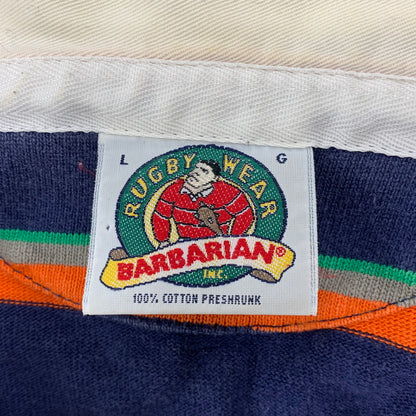 L G
RUGBY WEAR
BARBARIAN®
INC.
100% COTTON PRESHRUNK